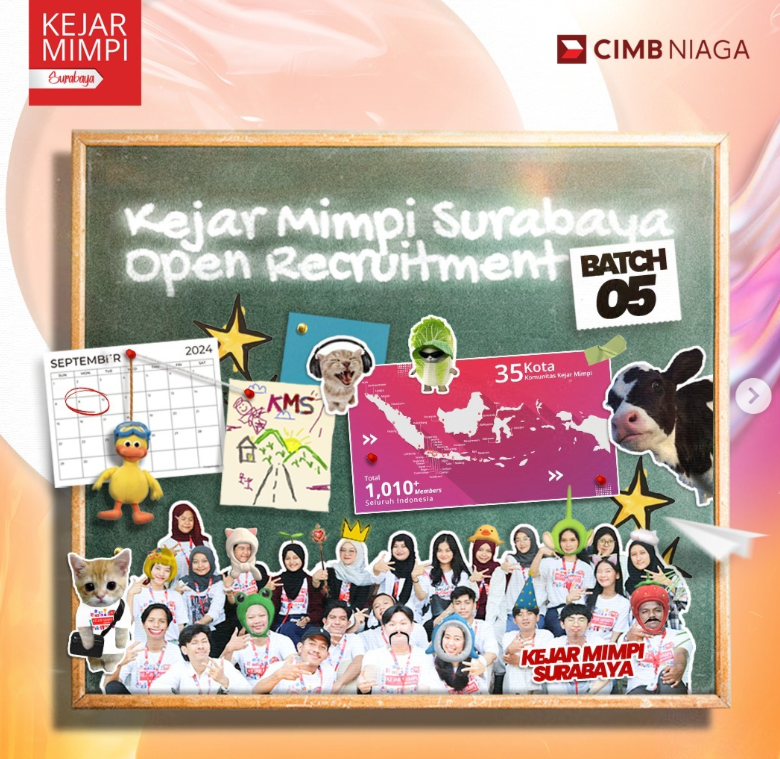 KEJAR
MIMPI
Surabaya
CIMB NIAGA
Kejar Mimpi Surabaya
Open Recruitment
BATCH
05
SEPTEMBER
2024
KMS
35 Kota
Komunitas Kejar Mimpi
Total
1,010+ Members
Seluruh Indonesia
KEJAR MIMPI
SURABAYA